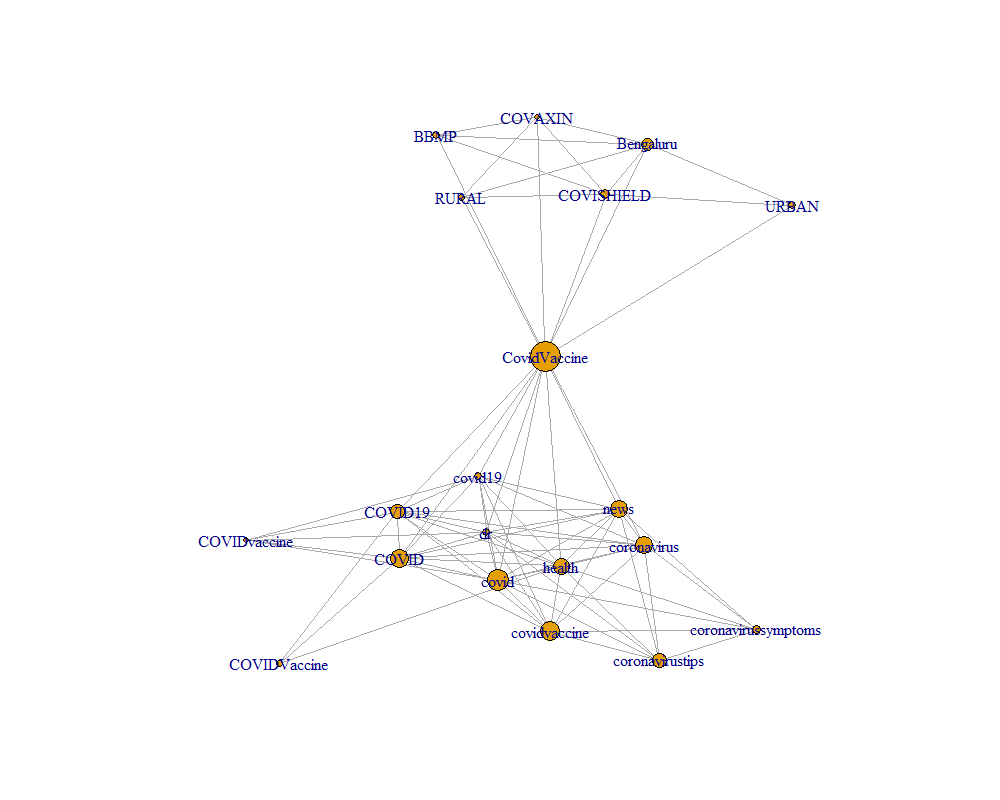 COVAXIN
BBMP
Bengaluru
RURAL
COVISHIELD
URBAN
CovidVaccine
covid19
news
COVID19
dr
COVIDvaccine
coronavirus
COVID
health
covid
covidvaccine
coronavirussymptoms
coronavirustips
COVIDVaccine